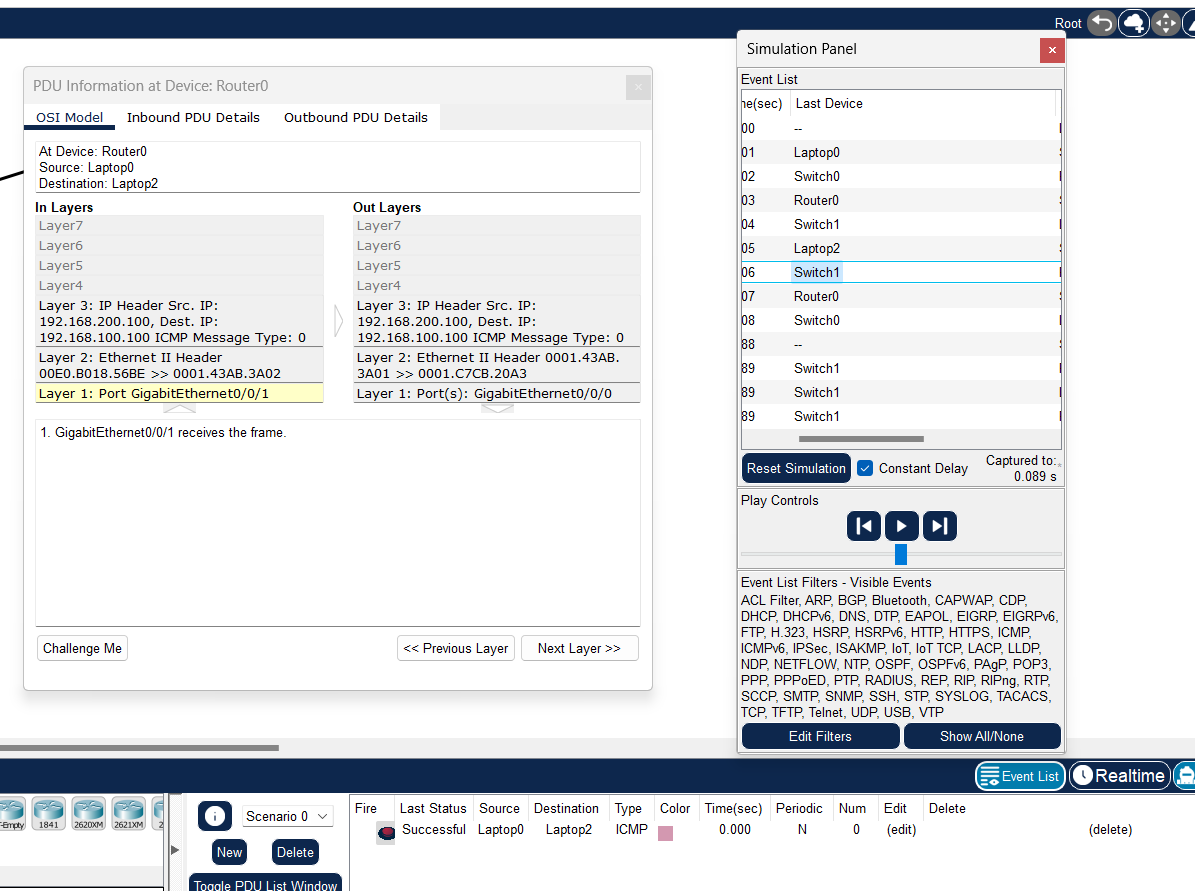 Root
PDU Information at Device: Router0
OSI Model Inbound PDU Details Outbound PDU Details
At Device: Router0
Source: Laptop0
Destination: Laptop2
In Layers
Layer7
Layer6
Layer5
Layer4
Layer 3: IP Header Src. IP:
192.168.200.100, Dest. IP:
192.168.100.100 ICMP Message Type: 0
Layer 2: Ethernet II Header
00E0.B018.56BE >> 0001.43AB.3A02
Layer 1: Port GigabitEthernet0/0/1
Out Layers
Layer7
Layer6
Layer5
Layer4
Layer 3: IP Header Src. IP:
192.168.200.100, Dest. IP:
192.168.100.100 ICMP Message Type: 0
Layer 2: Ethernet II Header 0001.43AB.
3A01 >> 0001.C7CB.20A3
Layer 1: Port(s): GigabitEthernet0/0/0
1. GigabitEthernet0/0/1 receives the frame.
Challenge Me << Previous Layer Next Layer >>
Simulation Panel
Event List
ne(sec) Last Device
00 --
01 Laptop0
02 Switch0
03 Router0
04 Switch1
05 Laptop2
06 Switch1
07 Router0
08 Switch0
88 --
89 Switch1
89 Switch1
89 Switch1
Reset Simulation Constant Delay Captured to:
0.089 s
Play Controls
Event List Filters - Visible Events
ACL Filter, ARP, BGP, Bluetooth, CAPWAP, CDP,
DHCP, DHCPv6, DNS, DTP, EAPOL, EIGRP, EIGRPv6,
FTP, H.323, HSRP, HSRPv6, HTTP, HTTPS, ICMP,
ICMPv6, IPSec, ISAKMP, IoT, IoT TCP, LACP, LLDP,
NDP, NETFLOW, NTP, OSPF, OSPFv6, PAgP, POP3,
PPP, PPPoED, PTP, RADIUS, REP, RIP, RIPng, RTP,
SCCP, SMTP, SNMP, SSH, STP, SYSLOG, TACACS,
TCP, TFTP, Telnet, UDP, USB, VTP
Edit Filters Show All/None
Event List Realtime
-Empty 1841 2620XM 2621XM 2
Scenario 0
New Delete
Toggle PDU List Window
Fire Last Status Source Destination Type Color Time(sec) Periodic Num Edit Delete
Successful Laptop0 Laptop2 ICMP 0.000 N 0 (edit) (delete)